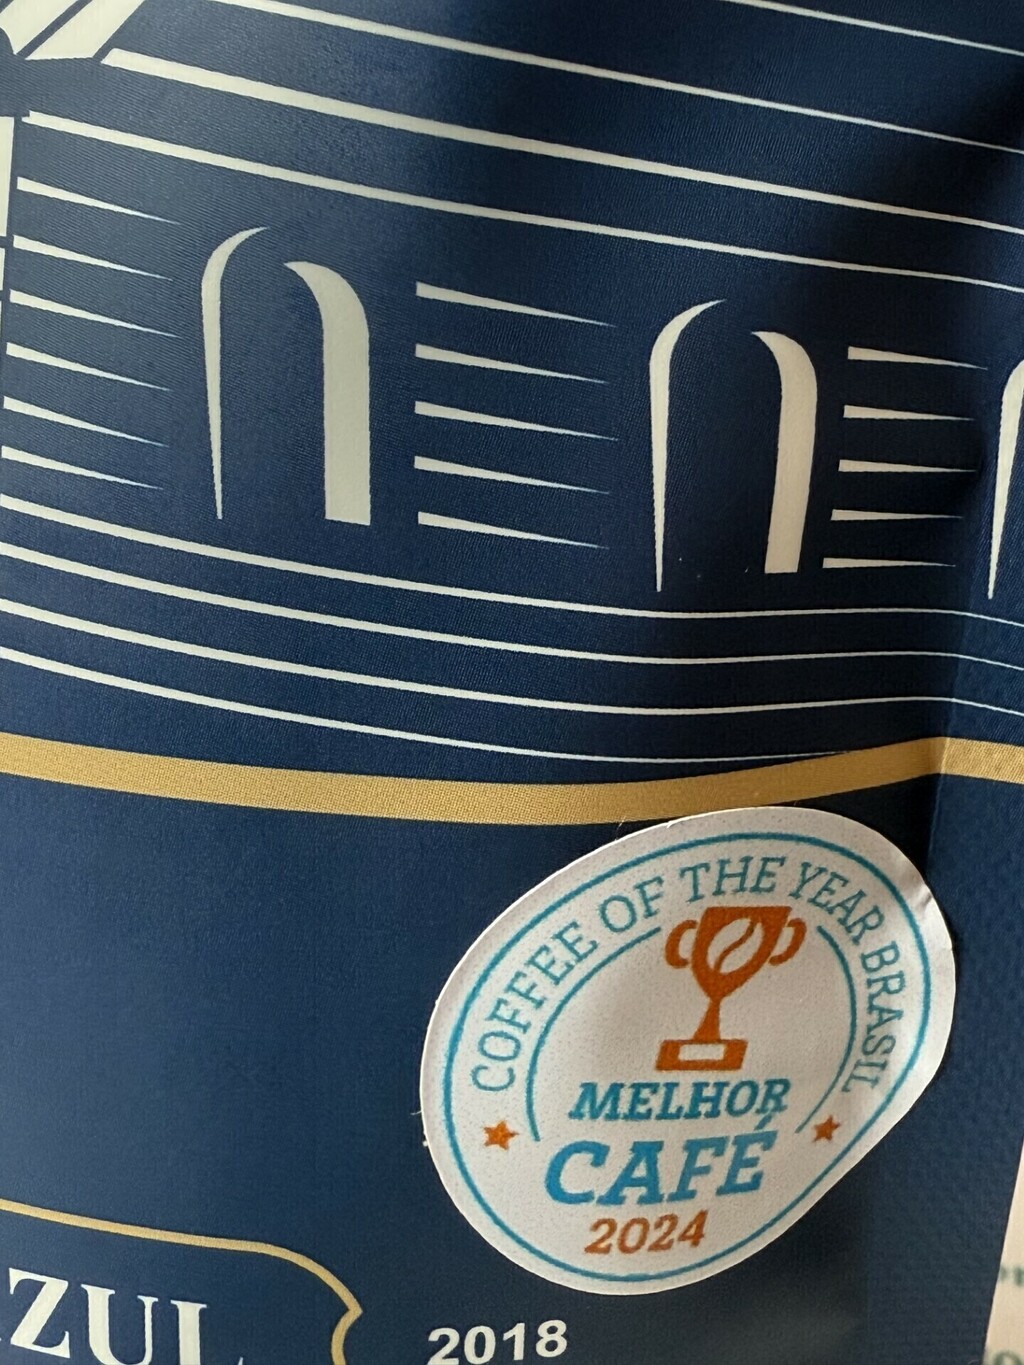 COFFEE OF THE YEAR BRASIL
MELHOR
CAFÉ
2024
ZUL
2018